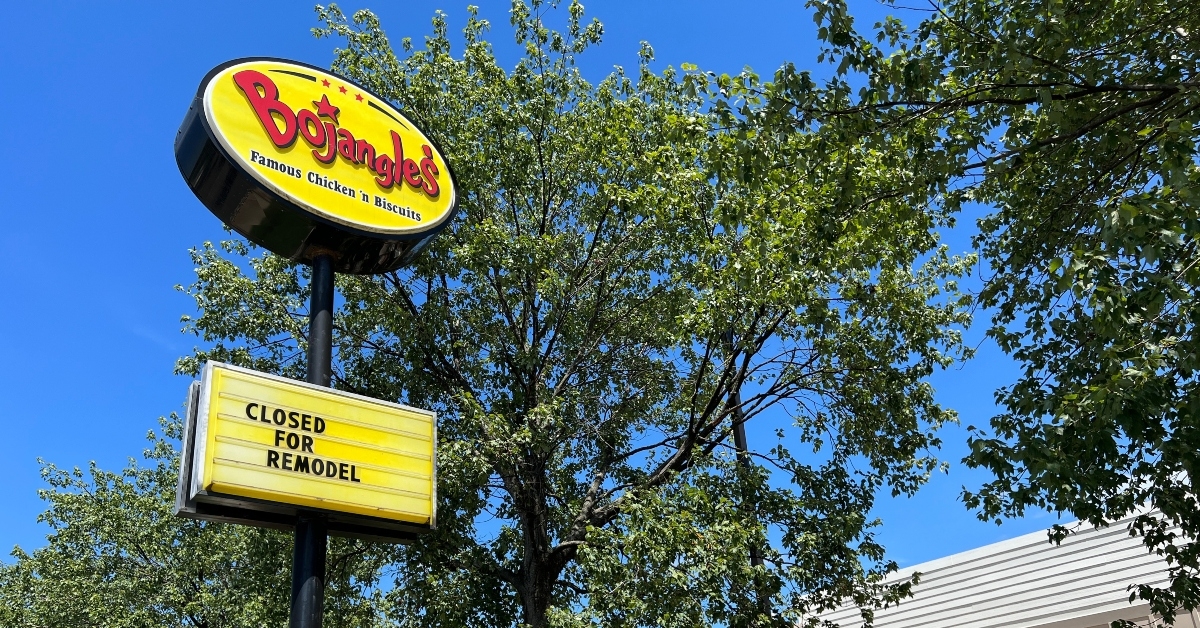 Bojangles
Famous Chicken 'n Biscuits
CLOSED
FOR
REMODEL